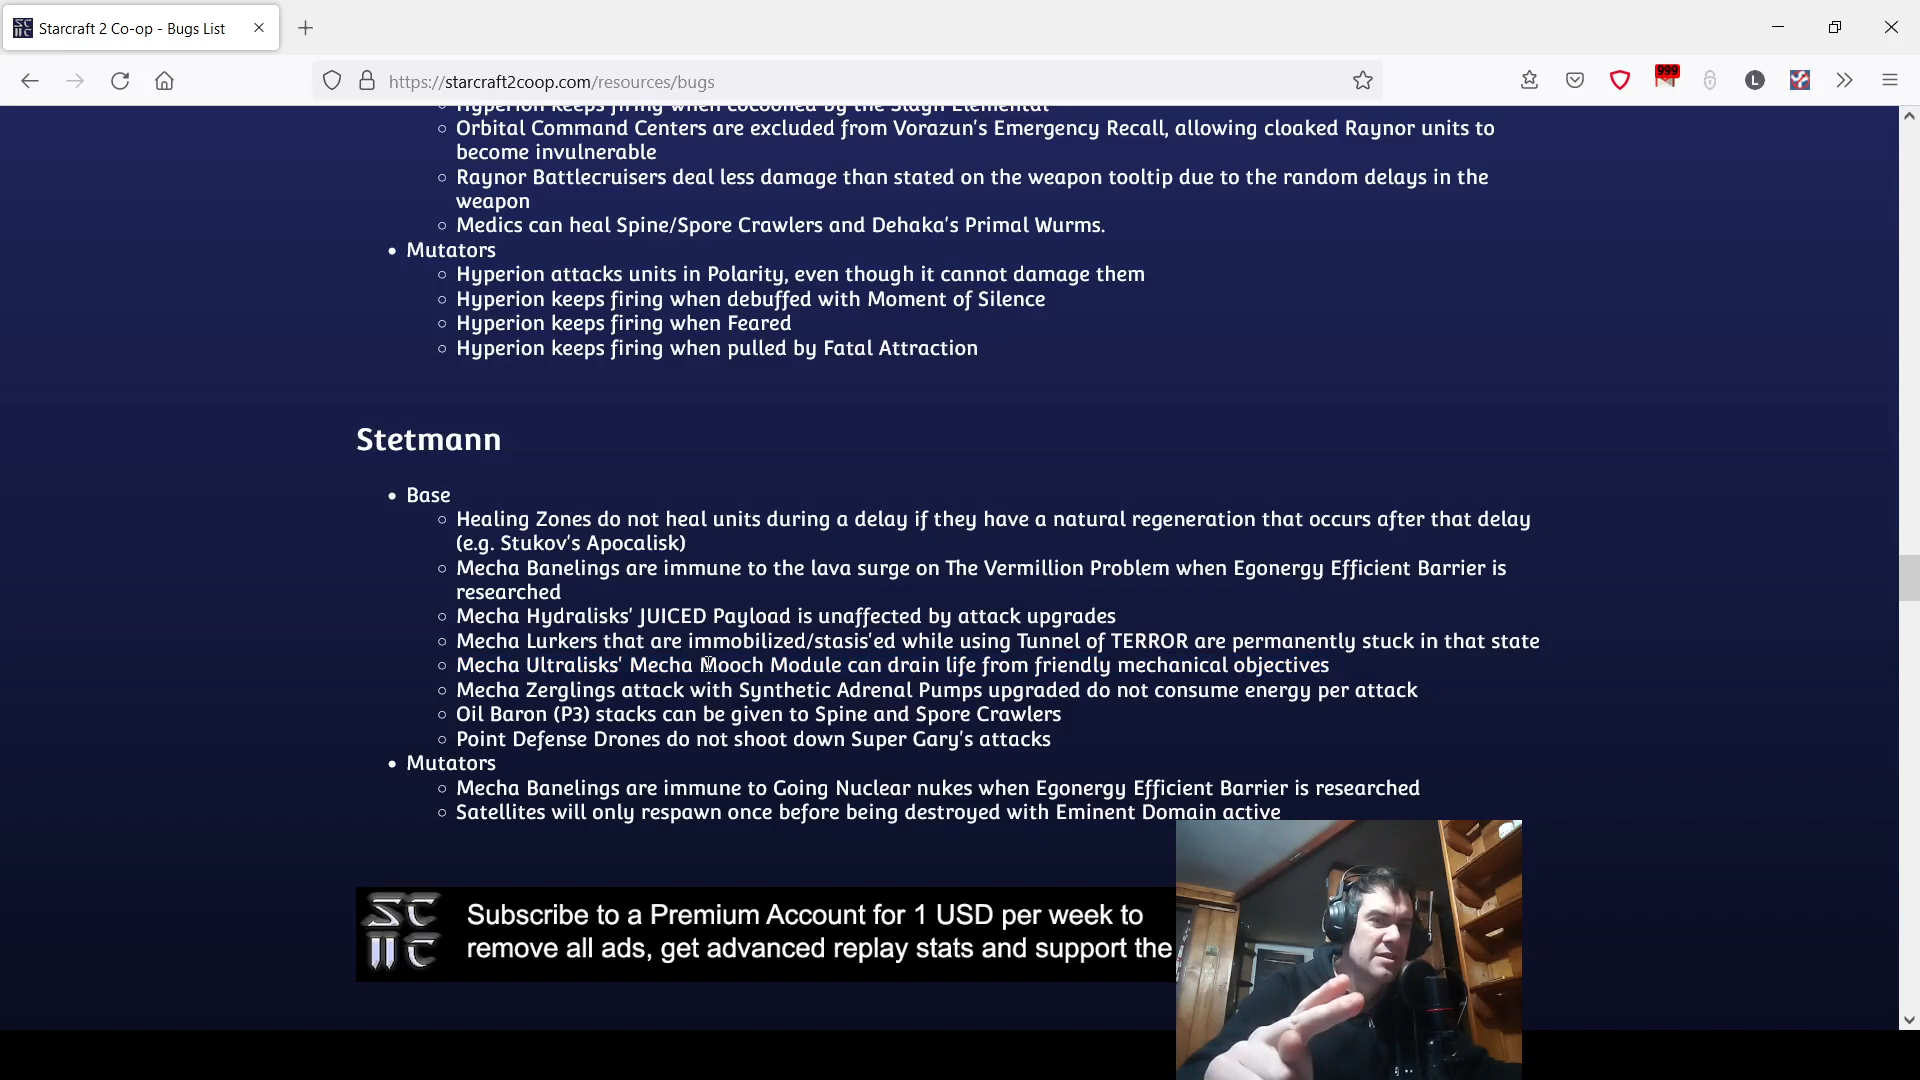 Starcraft 2 Co-op - Bugs List
https://starcraft2coop.com/resources/bugs
999
L
Hyperion keeps firing when cocooned by the Slayn Elemental
Orbital Command Centers are excluded from Vorazun's Emergency Recall, allowing cloaked Raynor units to
become invulnerable
Raynor Battlecruisers deal less damage than stated on the weapon tooltip due to the random delays in the
weapon
Medics can heal Spine/Spore Crawlers and Dehaka's Primal Wurms.
Mutators
Hyperion attacks units in Polarity, even though it cannot damage them
Hyperion keeps firing when debuffed with Moment of Silence
Hyperion keeps firing when Feared
Hyperion keeps firing when pulled by Fatal Attraction
Stetmann
Base
Healing Zones do not heal units during a delay if they have a natural regeneration that occurs after that delay
(e.g. Stukov's Apocalisk)
Mecha Banelings are immune to the lava surge on The Vermillion Problem when Egonergy Efficient Barrier is
researched
Mecha Hydralisks' JUICED Payload is unaffected by attack upgrades
Mecha Lurkers that are immobilized/stasis'ed while using Tunnel of TERROR are permanently stuck in that state
Mecha Ultralisks' Mecha Mooch Module can drain life from friendly mechanical objectives
Mecha Zerglings attack with Synthetic Adrenal Pumps upgraded do not consume energy per attack
Oil Baron (P3) stacks can be given to Spine and Spore Crawlers
Point Defense Drones do not shoot down Super Gary's attacks
Mutators
Mecha Banelings are immune to Going Nuclear nukes when Egonergy Efficient Barrier is researched
Satellites will only respawn once before being destroyed with Eminent Domain active
SC
IIC
Subscribe to a Premium Account for 1 USD per week to
remove all ads, get advanced replay stats and support the